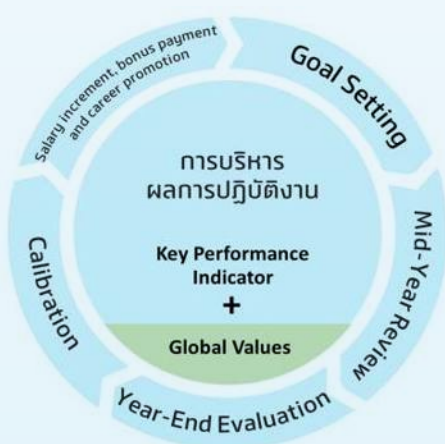 Salary increment, bonus payment
and career promotion
Goal Setting
Mid-Year Review
Year-End Evaluation
Calibration
การบริหาร
ผลการปฏิบัติงาน
Key Performance
Indicator
+
Global Values